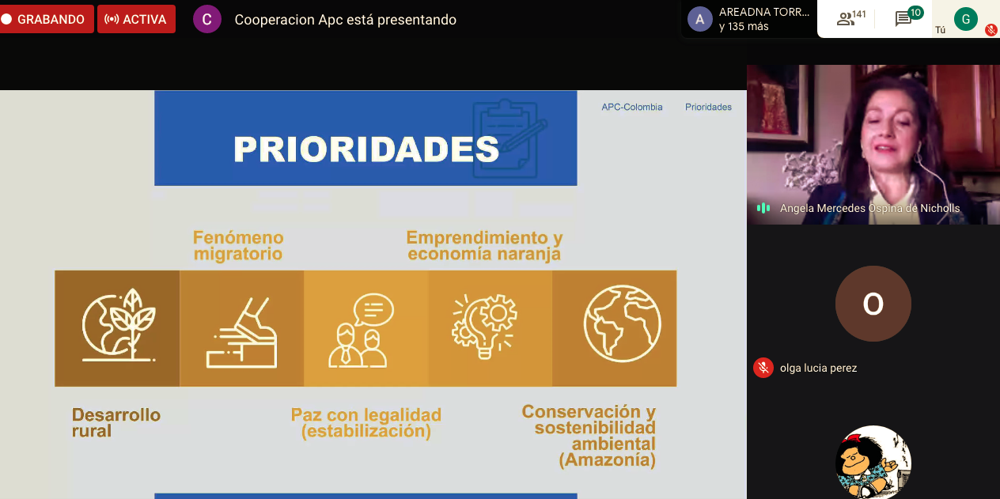 GRABANDO
ACTIVA
C
Cooperacion Apc está presentando
A
AREADNA TORR...
y 135 más
141
10
Tú
G
APC-Colombia
Prioridades
PRIORIDADES
Fenómeno
migratorio
Emprendimiento y
economía naranja
Desarrollo
rural
Paz con legalidad
(estabilización)
Conservación y
sostenibilidad
ambiental
(Amazonía)
Angela Mercedes Ospina de Nicholls
O
olga lucia perez